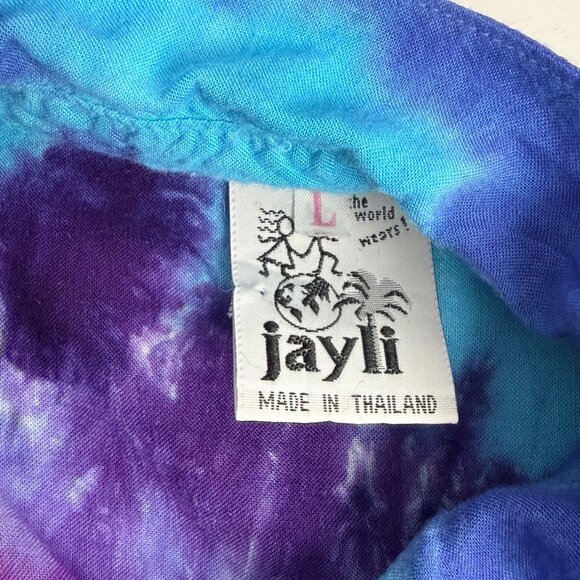 L
the
world
wears!
jayli
MADE IN THAILAND